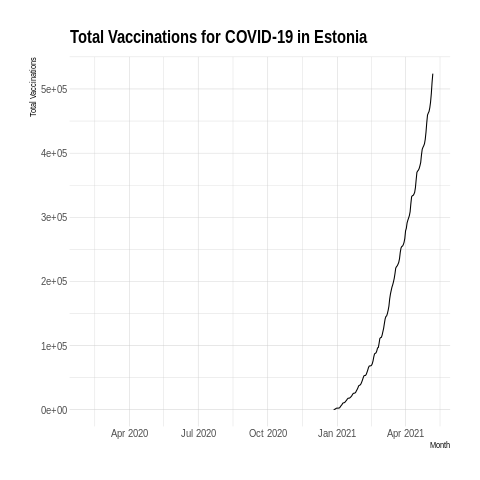 Total Vaccinations for COVID-19 in Estonia
Total Vaccinations
5e+05
4e+05
3e+05
2e+05
1e+05
0e+00
Apr 2020 Jul 2020 Oct 2020 Jan 2021 Apr 2021
Month